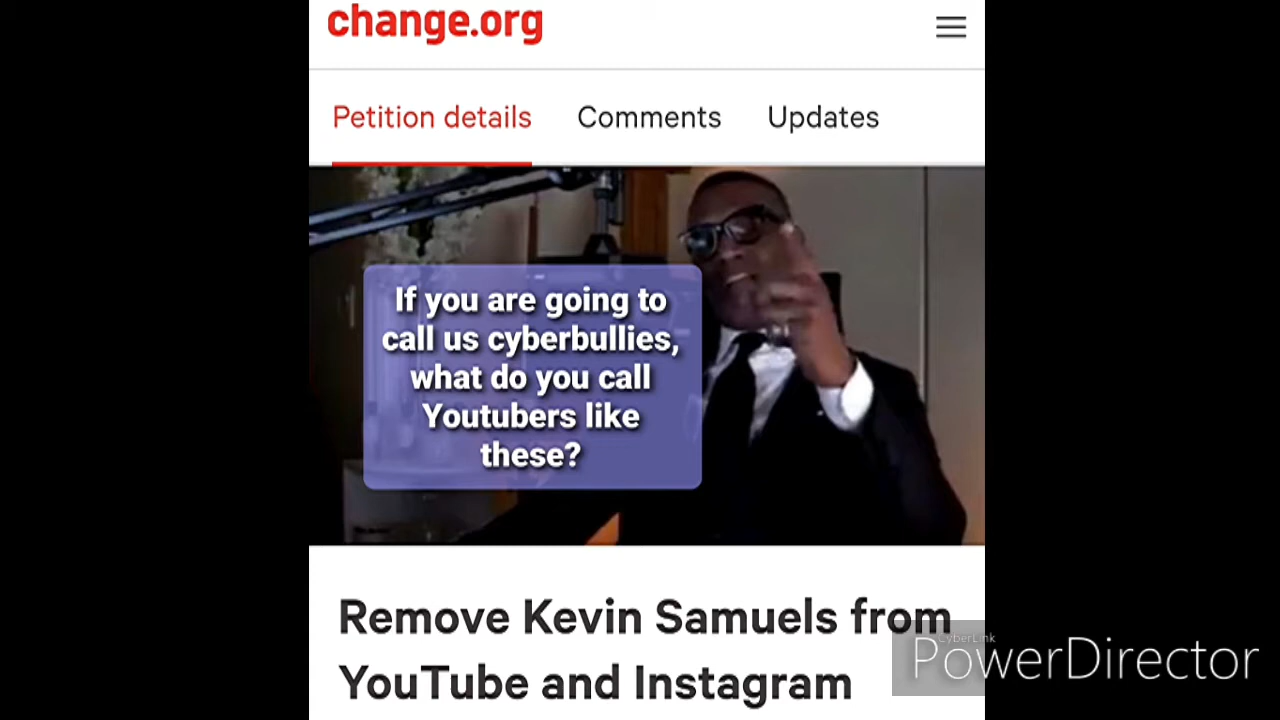 change.org
Petition details Comments Updates
If you are going to
call us cyberbullies,
what do you call
Youtubers like
these?
Remove Kevin Samuels from
YouTube and Instagram
CyberLink
PowerDirector